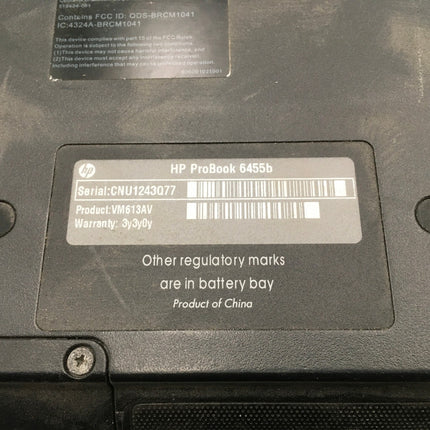 Contains FCC ID: QDS-BRCM1041
IC:4324A-BRCM1041
This device complies with part 15 of the FCC Rules
Operation is subject to the following two conditions:
(1)This device may not cause harmful interference, and
(2)This device must accept any interference received,
including interference that may cause undesired operation.
hp
HP ProBook 6455b
Serial:CNU1243Q77
Product:VM613AV
Warranty: 3y3y0y
Other regulatory marks
are in battery bay
Product of China